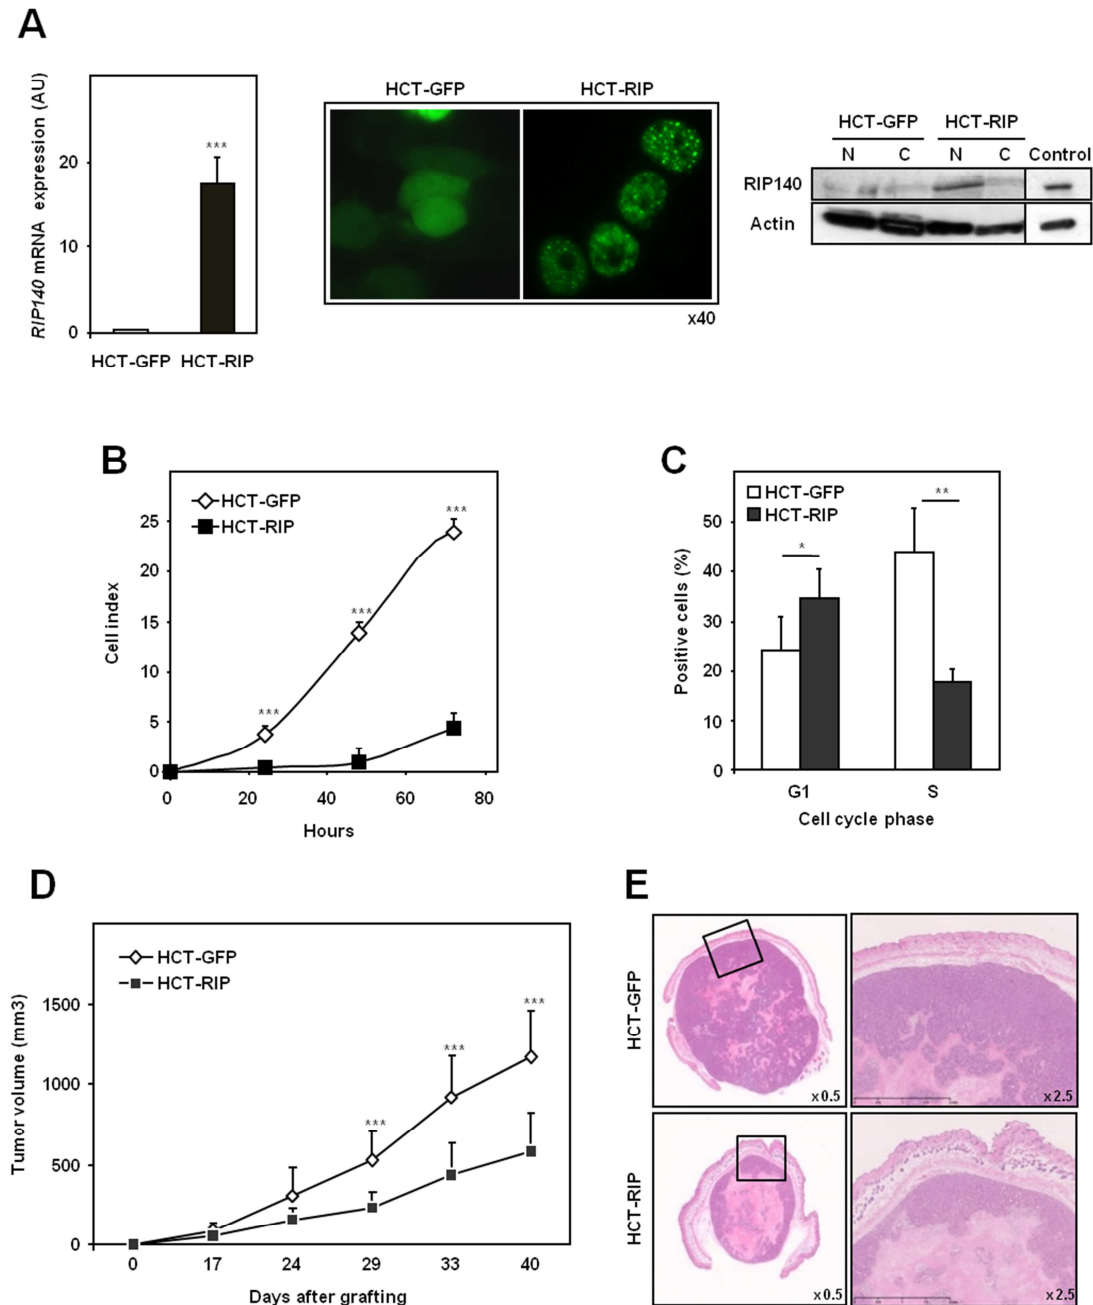 A
RIP140 mRNA expression (AU)
20
10
0
HCT-GFP HCT-RIP
***
HCT-GFP HCT-RIP
x40
HCT-GFP HCT-RIP
N C N C Control
RIP140
Actin
B
HCT-GFP
HCT-RIP
Cell index
25
20
15
10
5
0
***
***
***
0 20 40 60 80
Hours
C
HCT-GFP
HCT-RIP
Positive cells (%)
50
40
30
20
10
0
*
**
G1 S
Cell cycle phase
D
HCT-GFP
HCT-RIP
Tumor volume (mm3)
1500
1000
500
0
***
***
***
0 17 24 29 33 40
Days after grafting
E
HCT-GFP
x0.5
x2.5
HCT-RIP
x0.5
x2.5